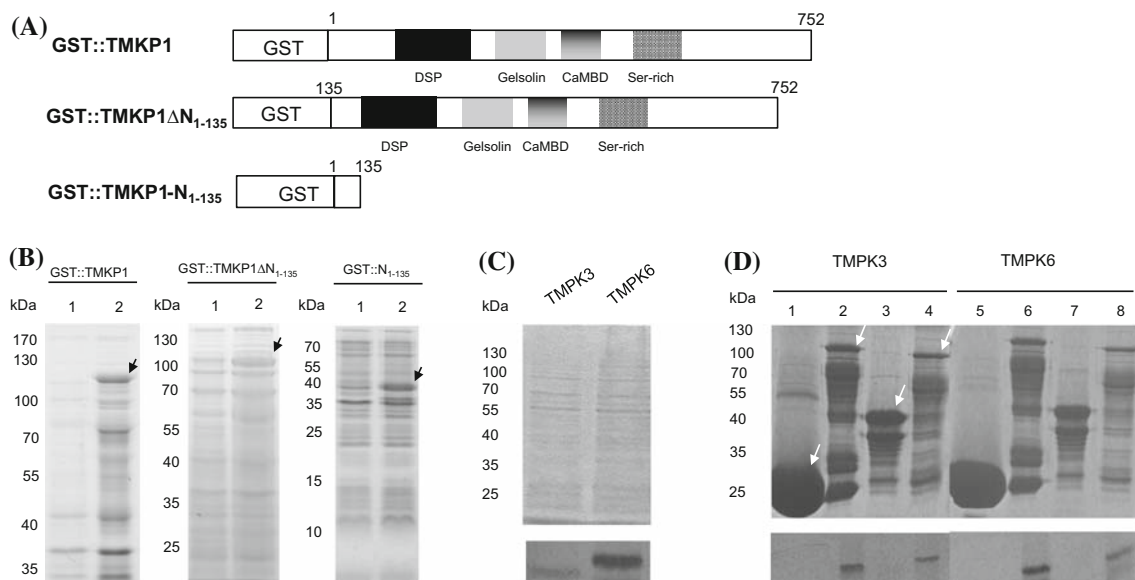 (A)
1 752
GST::TMKP1 GST
DSP Gelsolin CaMBD Ser-rich
135 752
GST::TMKP1ΔN1-135 GST
DSP Gelsolin CaMBD Ser-rich
1 135
GST::TMKP1-N1-135 GST
(B)
GST::TMKP1
kDa 1 2
170
130
100
70
55
40
35
GST::TMKP1ΔN1-135
kDa 1 2
130
100
70
55
40
35
25
GST::N1-135
kDa 1 2
70
55
40
35
25
15
10
(C)
TMPK3 TMPK6
kDa
130
100
70
55
40
35
25
(D)
TMPK3 TMPK6
kDa 1 2 3 4 5 6 7 8
130
100
70
55
40
35
25